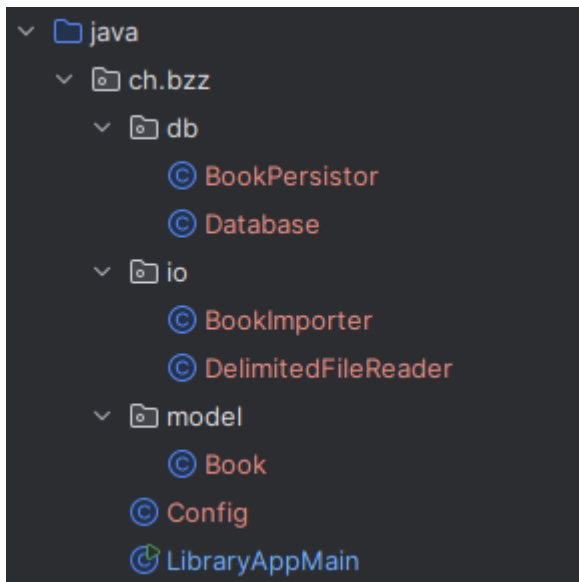 java
ch.bzz
db
BookPersistor
Database
io
BookImporter
DelimitedFileReader
model
Book
Config
LibraryAppMain